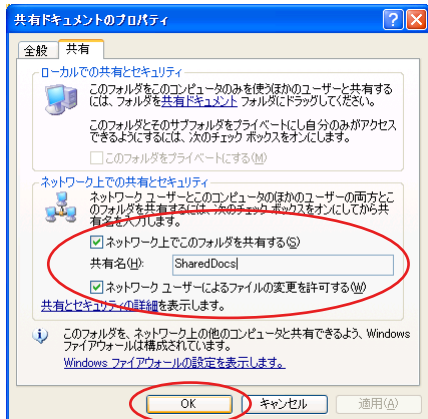 共有ドキュメントのプロパティ
全般 共有
ローカルでの共有とセキュリティ
このフォルダをこのコンピュータのみを使うほかのユーザーと共有する
には、フォルダを共有ドキュメント フォルダにドラッグしてください。
このフォルダとそのサブフォルダをプライベートにし自分のみがアクセス
できるようにするには、次のチェック ボックスをオンにします。
このフォルダをプライベートにする(M)
ネットワーク上での共有とセキュリティ
ネットワーク ユーザーとこのコンピュータのほかのユーザーの両方とこ
のフォルダを共有するには、次のチェック ボックスをオンにしてから共
有名を入力します。
ネットワーク上でこのフォルダを共有する(S)
共有名(H): SharedDocs
ネットワーク ユーザーによるファイルの変更を許可する(W)
共有とセキュリティの詳細を表示します。
このフォルダを、ネットワーク上の他のコンピュータと共有できるよう、Windows
ファイアウォールは構成されています。
Windows ファイアウォールの設定を表示します。
OK キャンセル 適用(A)